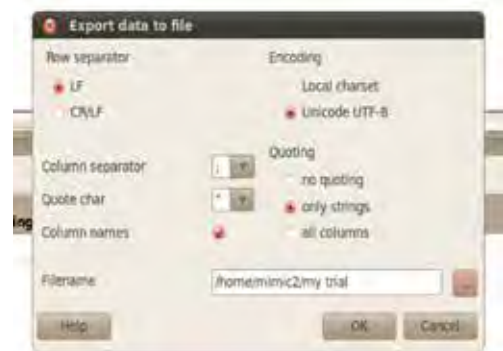 Export data to file
Row separator
LF
CR/LF
Encoding
Local charset
Unicode UTF-8
Column separator ;
Quote char "
Column names
Quoting
no quoting
only strings
all columns
Filename /home/mimic2/my trial ...
Help OK Cancel
ing